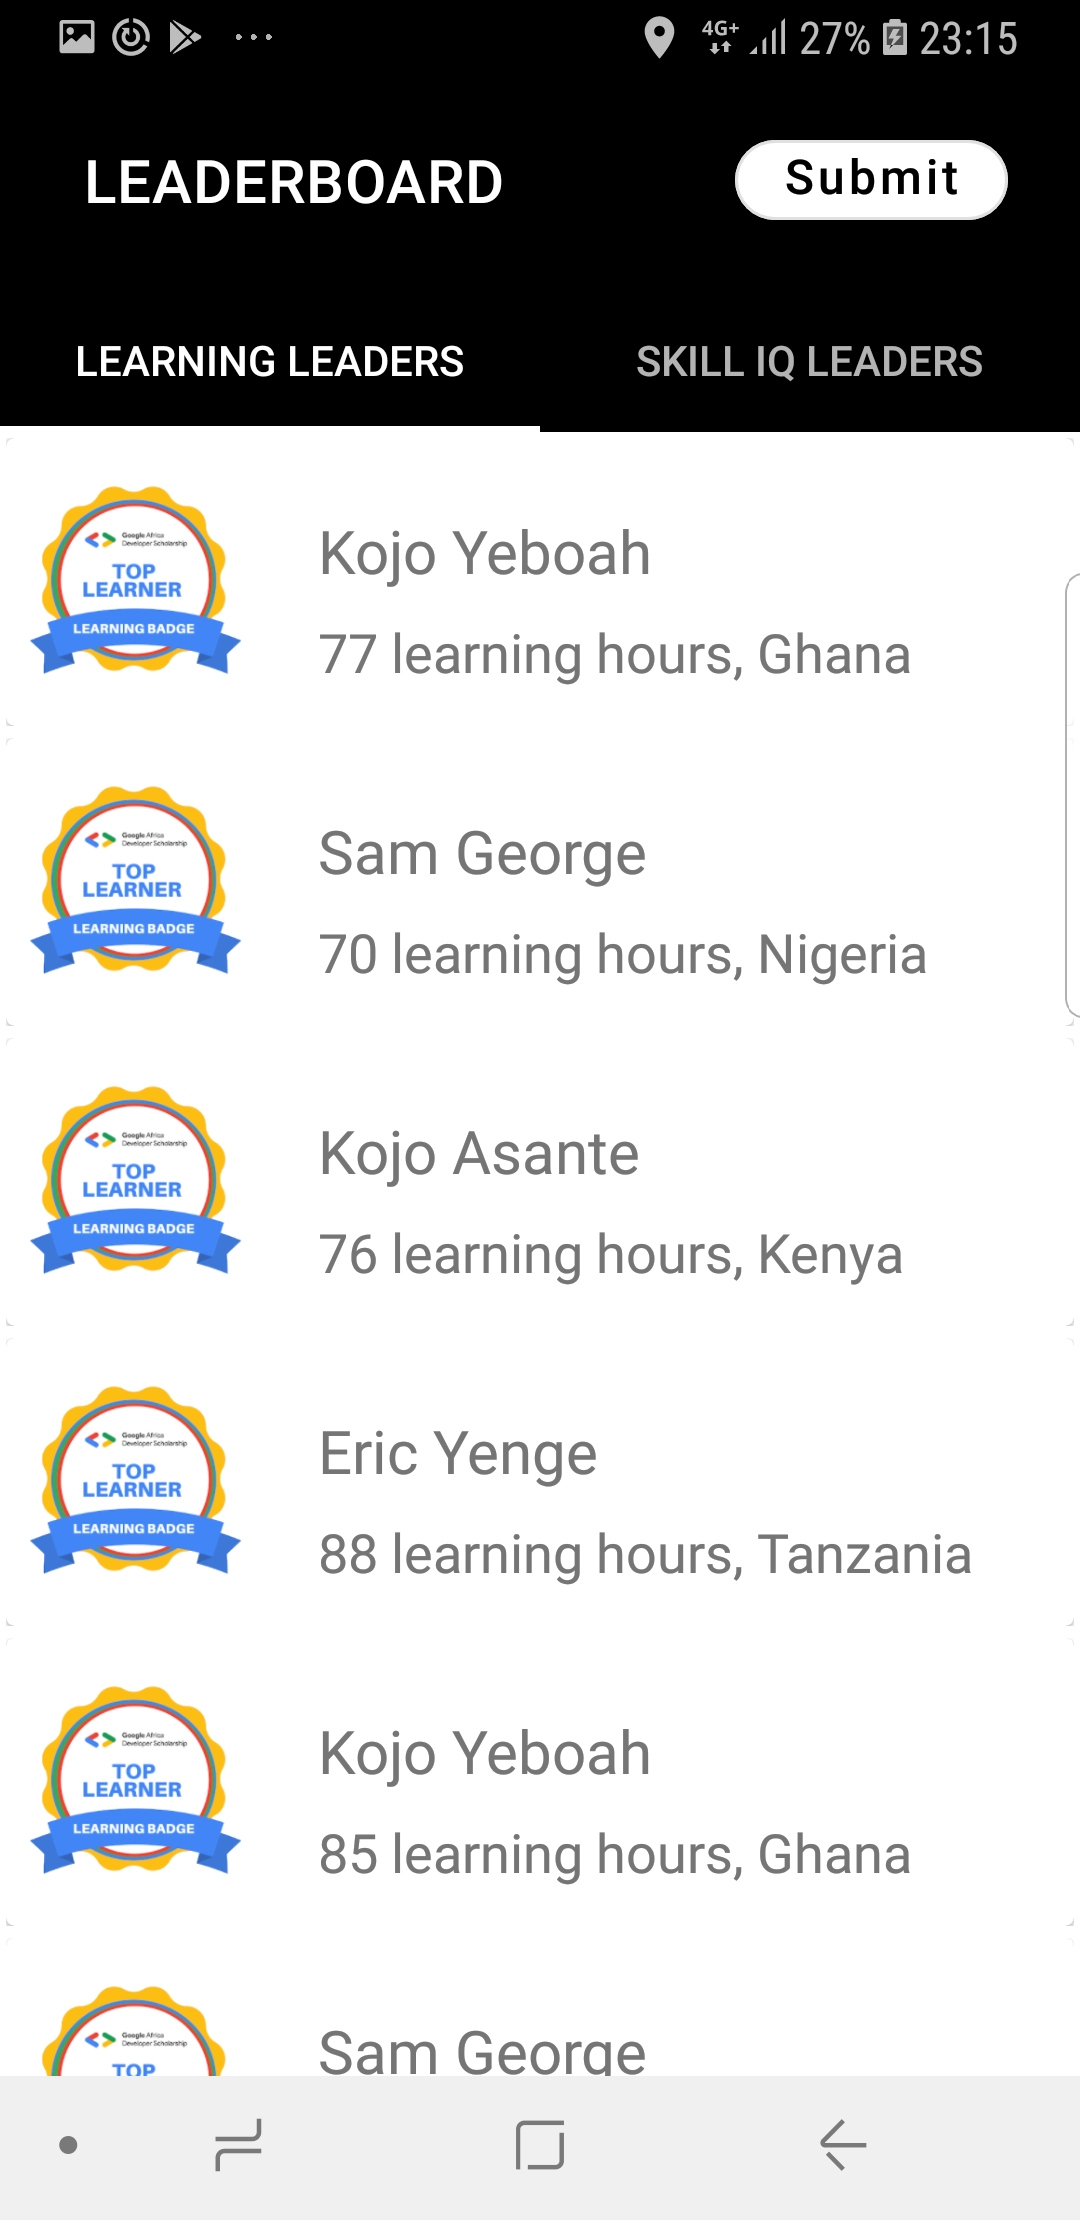 4G+ 27% 23:15
LEADERBOARD
Submit
LEARNING LEADERS
SKILL IQ LEADERS
Google Africa
Developer Scholarship
TOP
LEARNER
LEARNING BADGE
Kojo Yeboah
77 learning hours, Ghana
Google Africa
Developer Scholarship
TOP
LEARNER
LEARNING BADGE
Sam George
70 learning hours, Nigeria
Google Africa
Developer Scholarship
TOP
LEARNER
LEARNING BADGE
Kojo Asante
76 learning hours, Kenya
Google Africa
Developer Scholarship
TOP
LEARNER
LEARNING BADGE
Eric Yenge
88 learning hours, Tanzania
Google Africa
Developer Scholarship
TOP
LEARNER
LEARNING BADGE
Kojo Yeboah
85 learning hours, Ghana
Google Africa
Developer Scholarship
TOP
Sam George